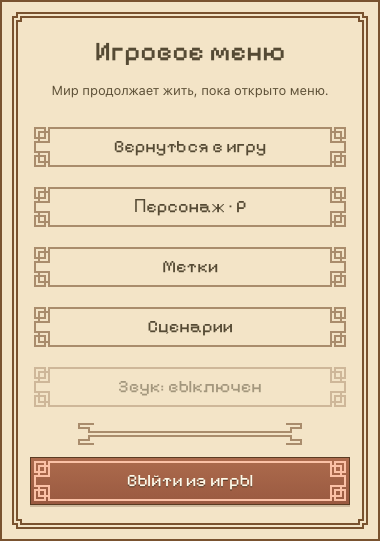 Игровое меню
Мир продолжает жить, пока открыто меню.
Вернуться в игру
Персонаж · P
Метки
Сценарии
Звук: выключен
Выйти из игры